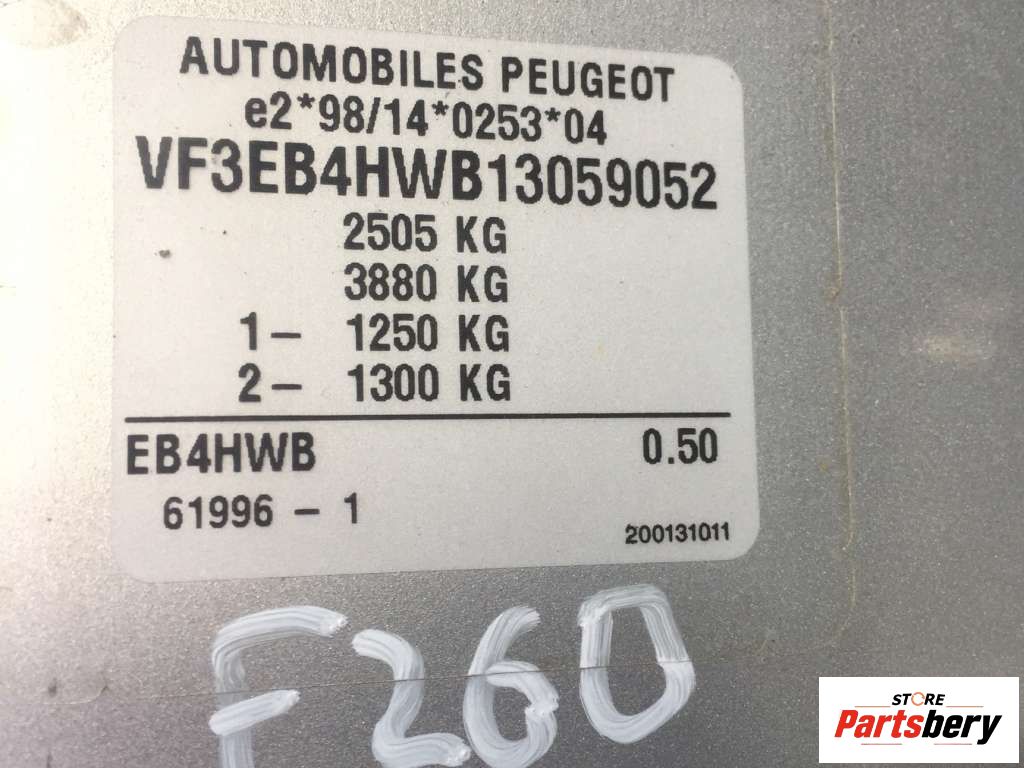 AUTOMOBILES PEUGEOT
e2*98/14*0253*04
VF3EB4HWB13059052
2505 KG
3880 KG
1- 1250 KG
2- 1300 KG
EB4HWB 0.50
61996 - 1
200131011
F260
STORE
Partsbery